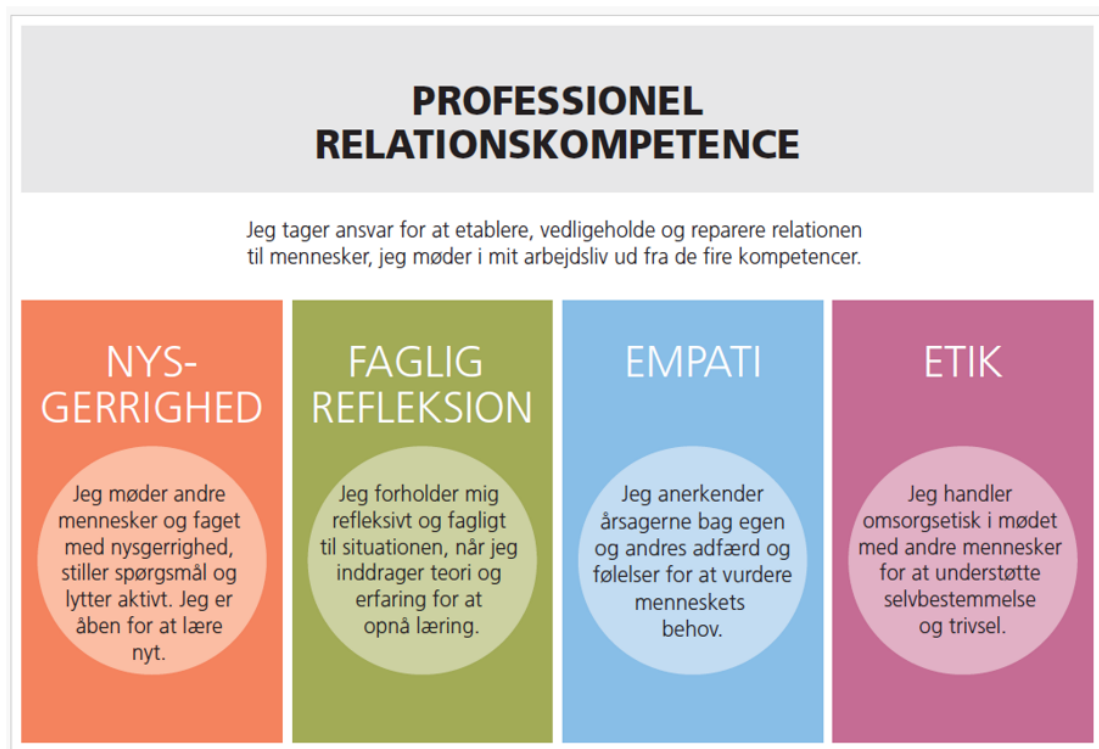 PROFESSIONEL
RELATIONSKOMPETENCE
Jeg tager ansvar for at etablere, vedligeholde og reparere relationen
til mennesker, jeg møder i mit arbejdsliv ud fra de fire kompetencer.
NYS-
GERRIGHED
Jeg møder andre
mennesker og faget
med nysgerrighed,
stiller spørgsmål og
lytter aktivt. Jeg er
åben for at lære
nyt.
FAGLIG
REFLEKSION
Jeg forholder mig
refleksivt og fagligt
til situationen, når jeg
inddrager teori og
erfaring for at
opnå læring.
EMPATI
Jeg anerkender
årsagerne bag egen
og andres adfærd og
følelser for at vurdere
menneskets
behov.
ETIK
Jeg handler
omsorgsetisk i mødet
med andre mennesker
for at understøtte
selvbestemmelse
og trivsel.